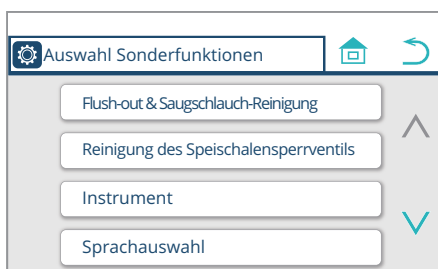 Auswahl Sonderfunktionen
Flush-out & Saugschlauch-Reinigung
Reinigung des Speischalensperrventils
Instrument
Sprachauswahl